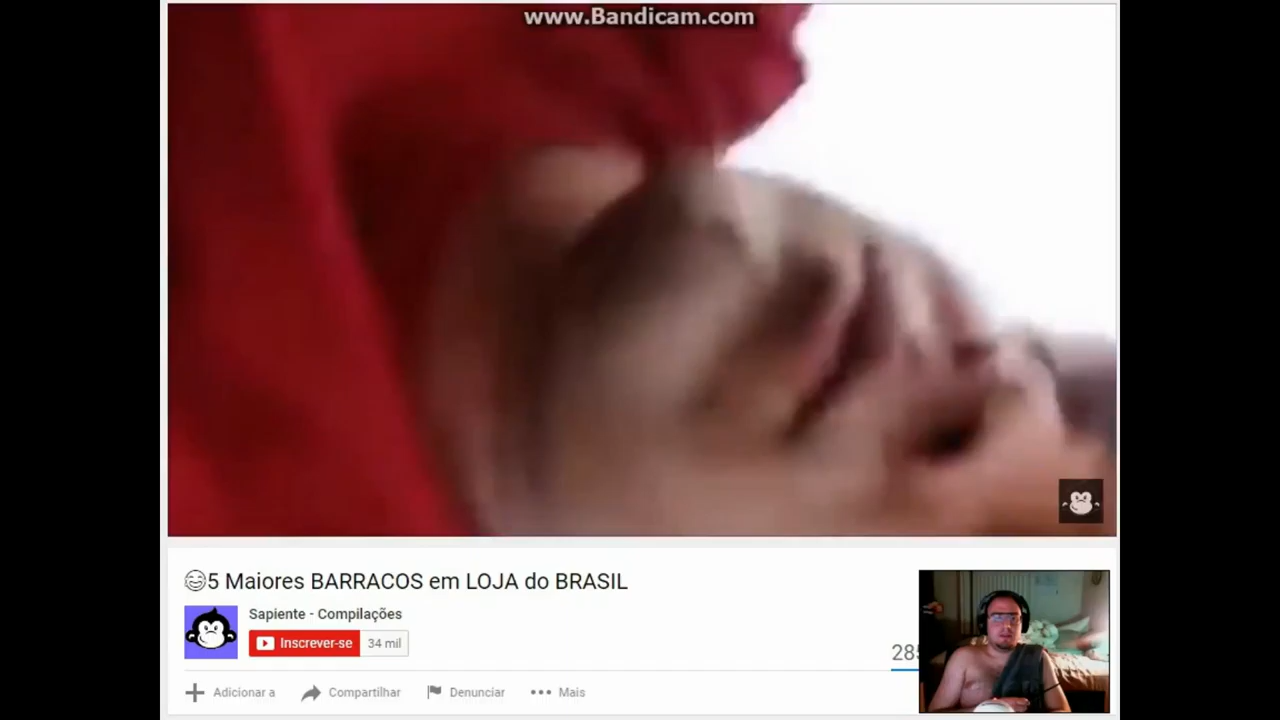 www.Bandicam.com
😂5 Maiores BARRACOS em LOJA do BRASIL
Sapiente - Compilações
Inscrever-se 34 mil
285
Adicionar a Compartilhar Denunciar Mais